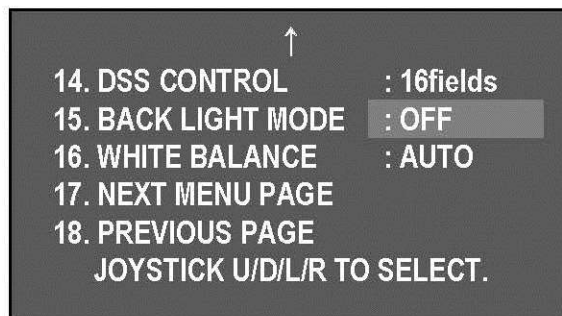 ↑
14. DSS CONTROL : 16fields
15. BACK LIGHT MODE : OFF
16. WHITE BALANCE : AUTO
17. NEXT MENU PAGE
18. PREVIOUS PAGE
JOYSTICK U/D/L/R TO SELECT.